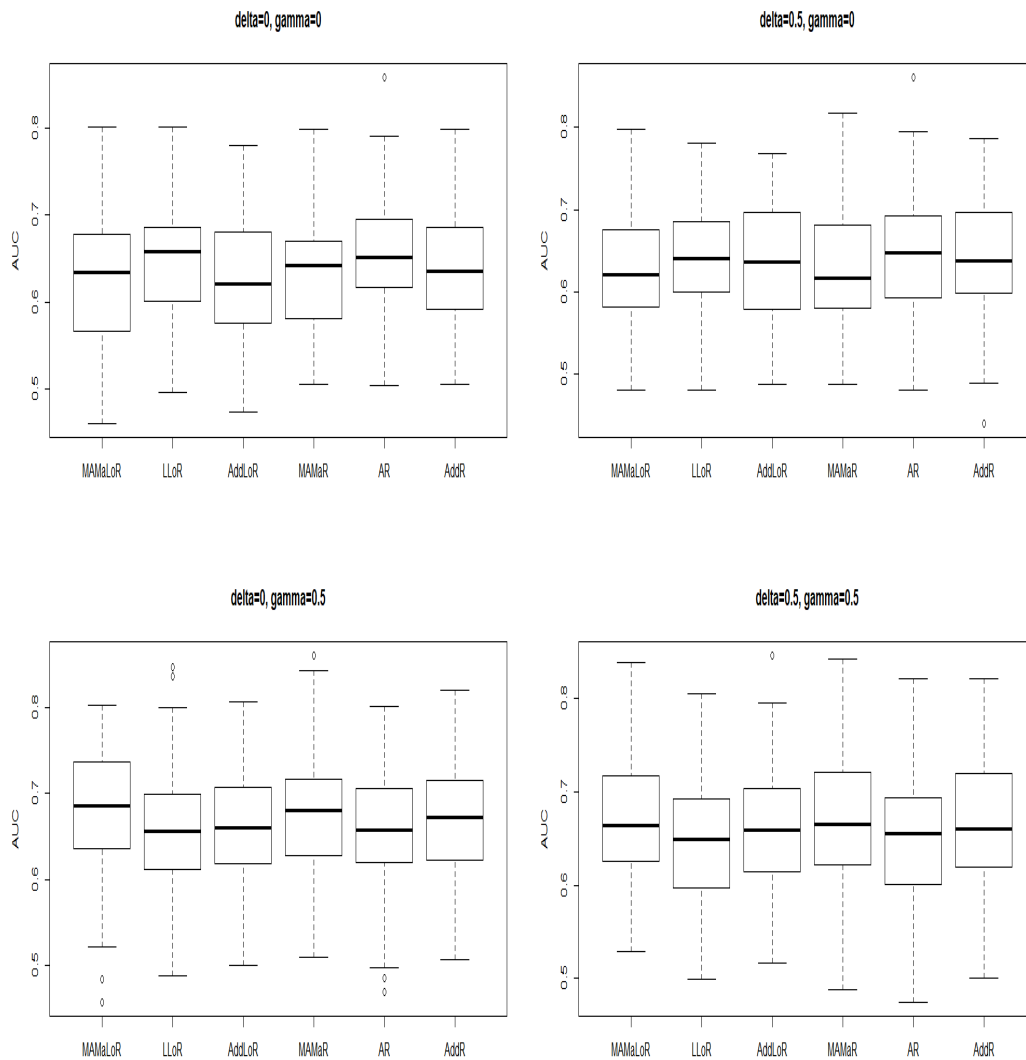 delta=0, gamma=0
AUC
0.8
0.7
0.6
0.5
MAMaLoR LLoR AddLoR MAMaR AR AddR
delta=0.5, gamma=0
AUC
0.8
0.7
0.6
0.5
MAMaLoR LLoR AddLoR MAMaR AR AddR
delta=0, gamma=0.5
AUC
0.8
0.7
0.6
0.5
MAMaLoR LLoR AddLoR MAMaR AR AddR
delta=0.5, gamma=0.5
AUC
0.8
0.7
0.6
0.5
MAMaLoR LLoR AddLoR MAMaR AR AddR